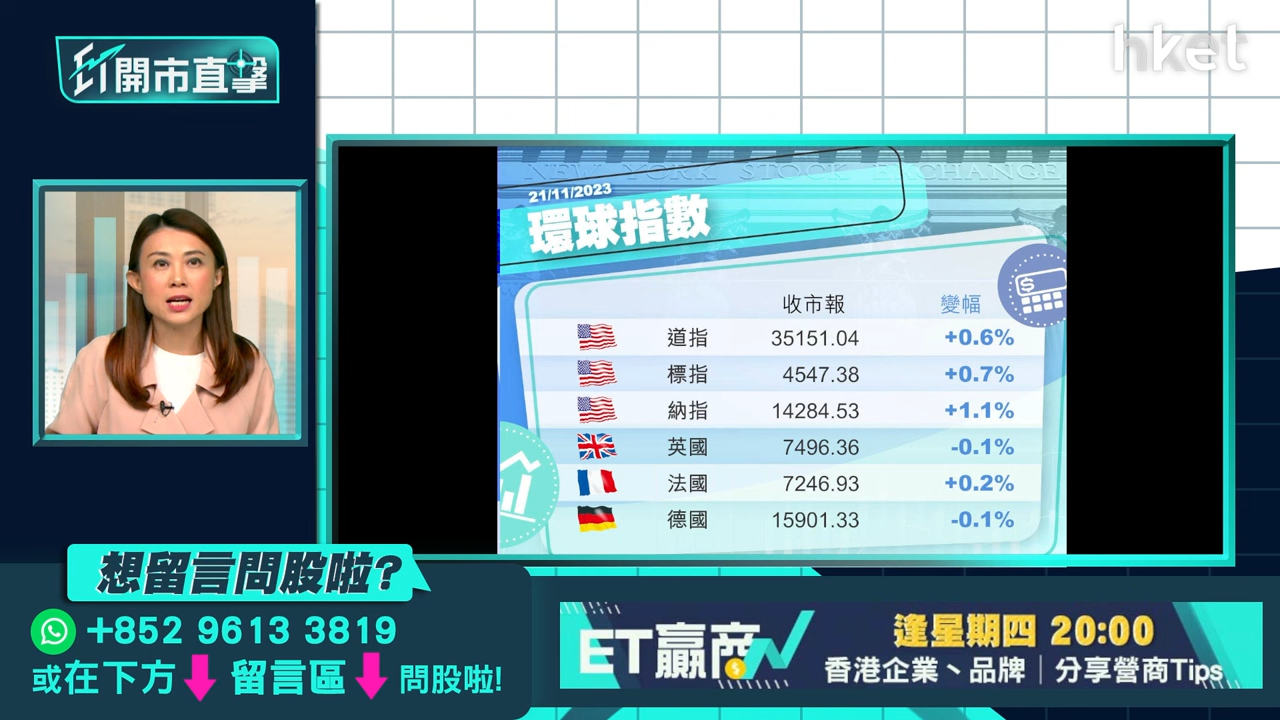 ET開市直擊
hket
NEW YORK STOCK EXCHANGE
21/11/2023
環球指數
收市報 變幅
道指 35151.04 +0.6%
標指 4547.38 +0.7%
納指 14284.53 +1.1%
英國 7496.36 -0.1%
法國 7246.93 +0.2%
德國 15901.33 -0.1%
想留言問股啦?
+852 9613 3819
或在下方 留言區 問股啦!
ET贏商
逢星期四 20:00
香港企業、品牌｜分享營商Tips